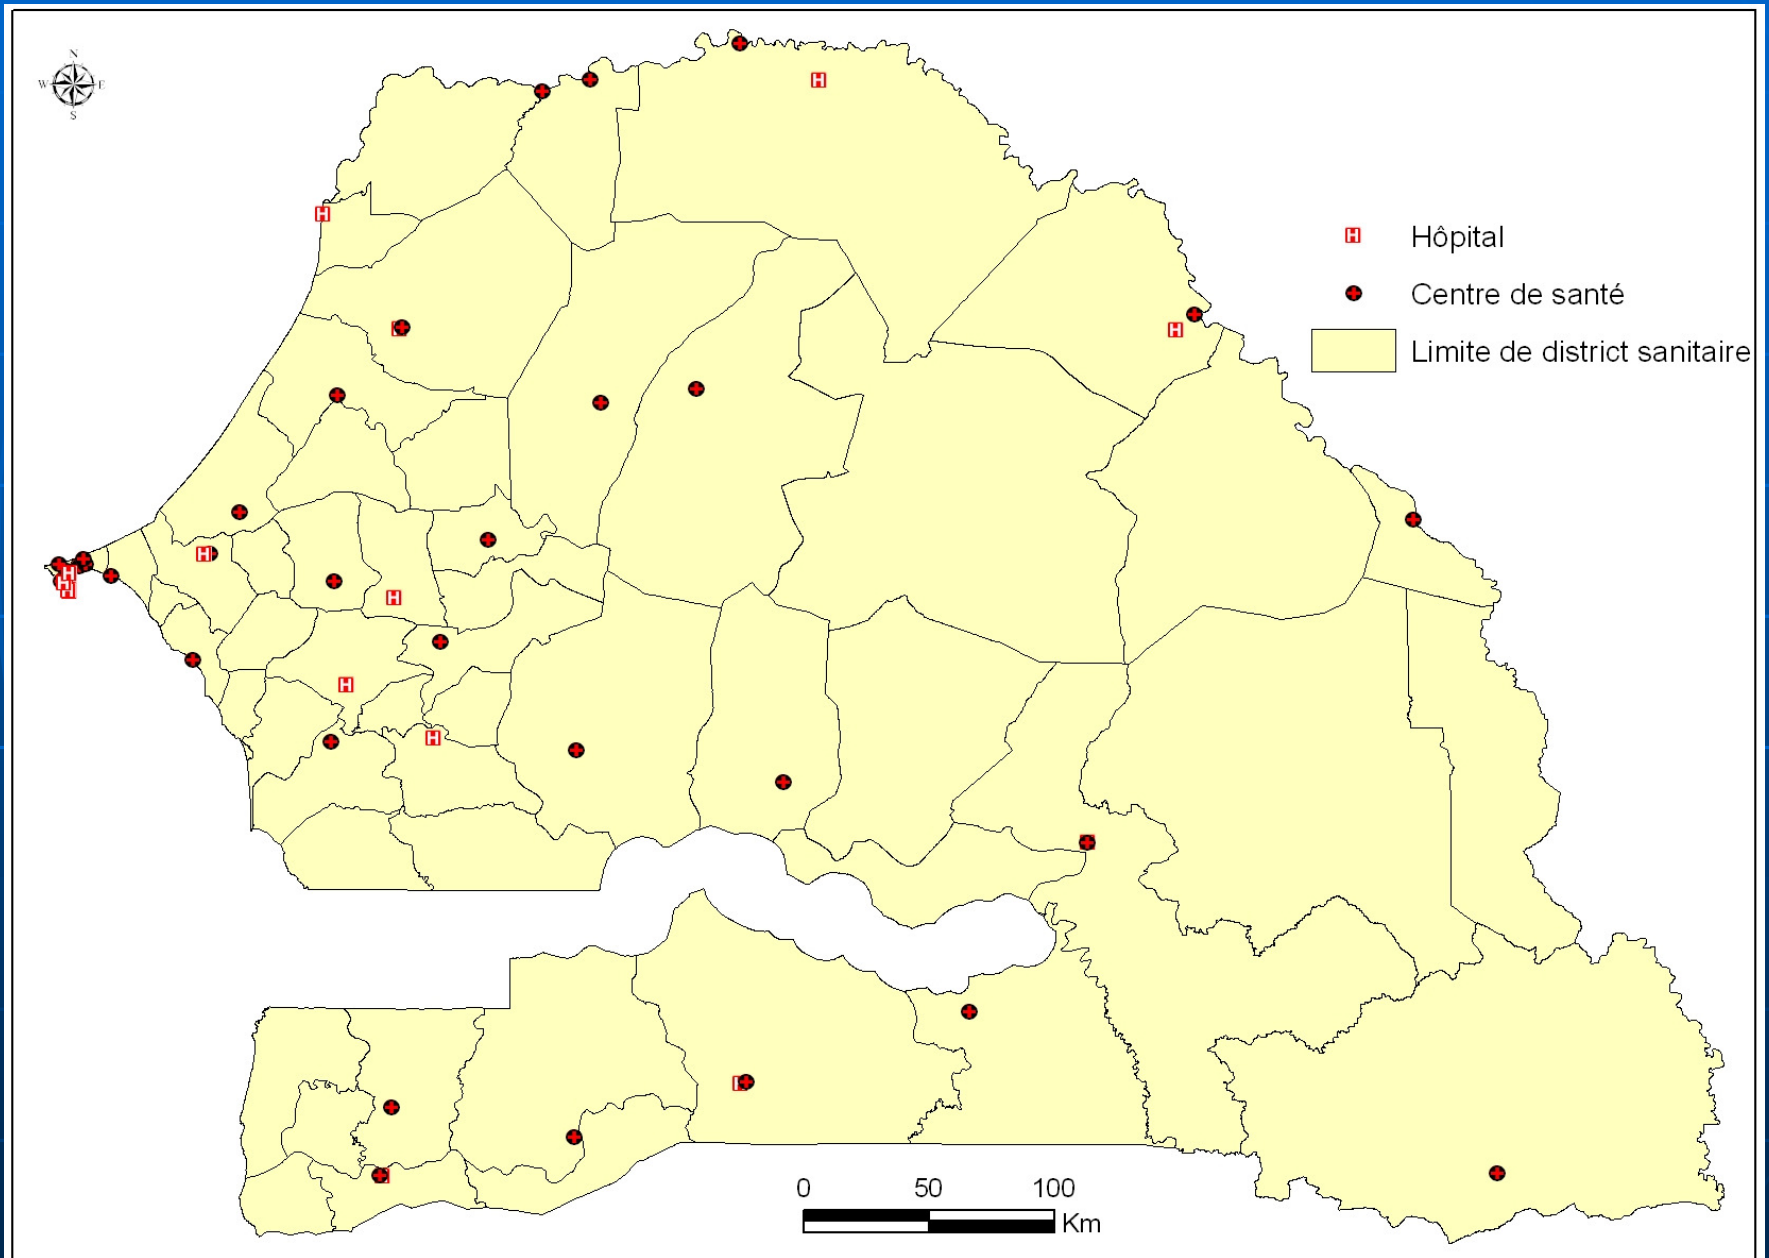 N
W E
S
Hôpital
Centre de santé
Limite de district sanitaire
0 50 100
Km